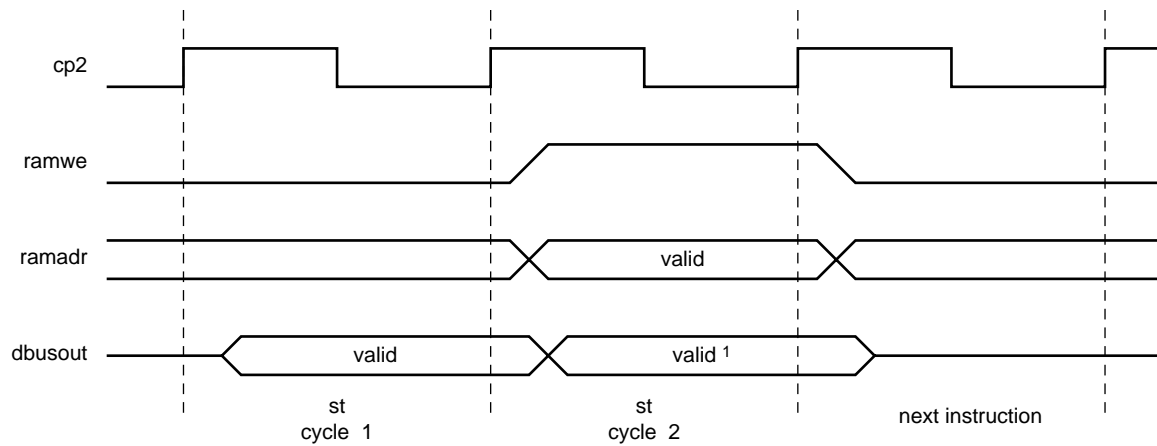 cp2
ramwe
ramadr
valid
dbusout
valid
valid 1
st
cycle 1
st
cycle 2
next instruction